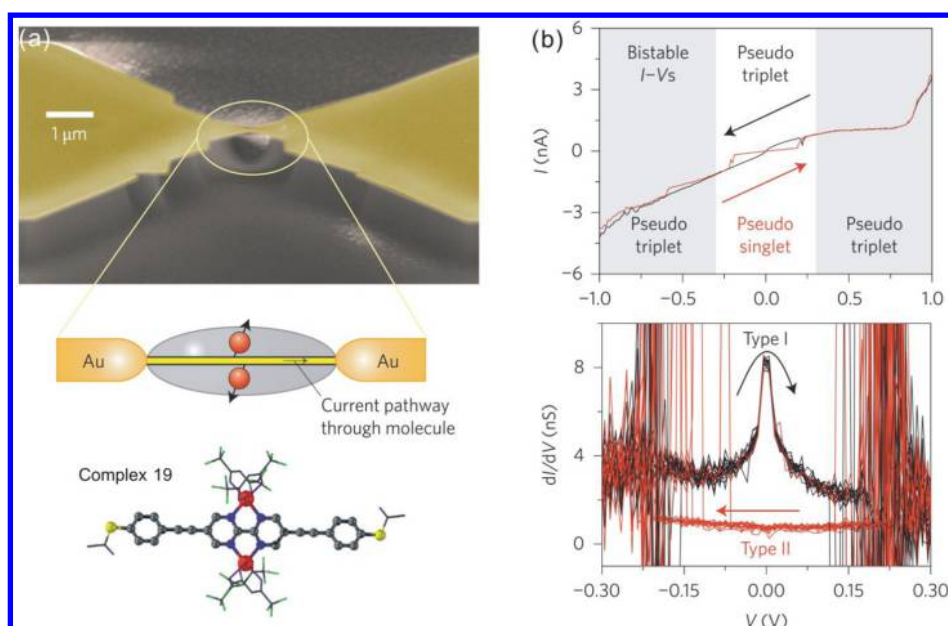 (a)
1 μm
Au
Au
Current pathway
through molecule
Complex 19
(b)
Bistable
I–Vs
Pseudo
triplet
Pseudo
triplet
Pseudo
singlet
Pseudo
triplet
I (nA)
6
3
0
−3
−6
−1.0
−0.5
0.0
0.5
1.0
Type I
Type II
dI/dV (nS)
8
4
0
−0.30
−0.15
0.00
0.15
0.30
V (V)